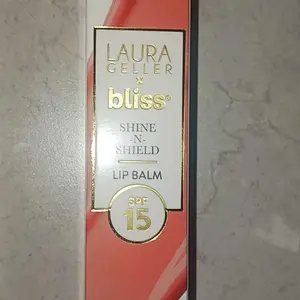 LAURA
GELLER
x
bliss®
SHINE
-N-
SHIELD
LIP BALM
SPF
15